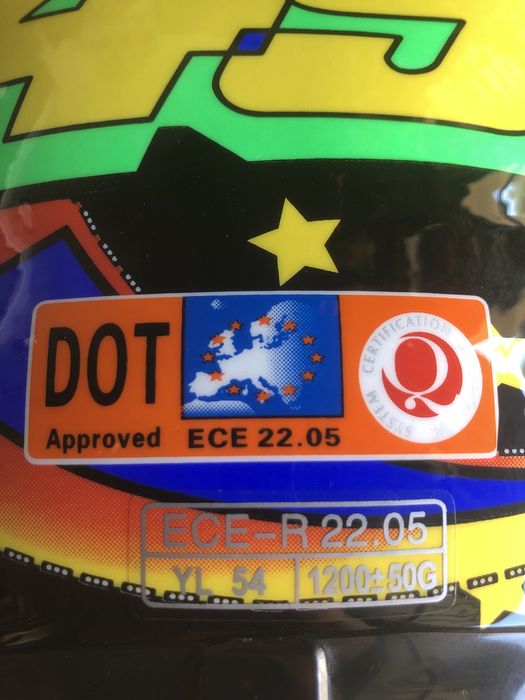 DOT
Approved
ECE 22.05
SYSTEM CERTIFICATION
Q
ECE-R 22.05
YL 54
1200±50G